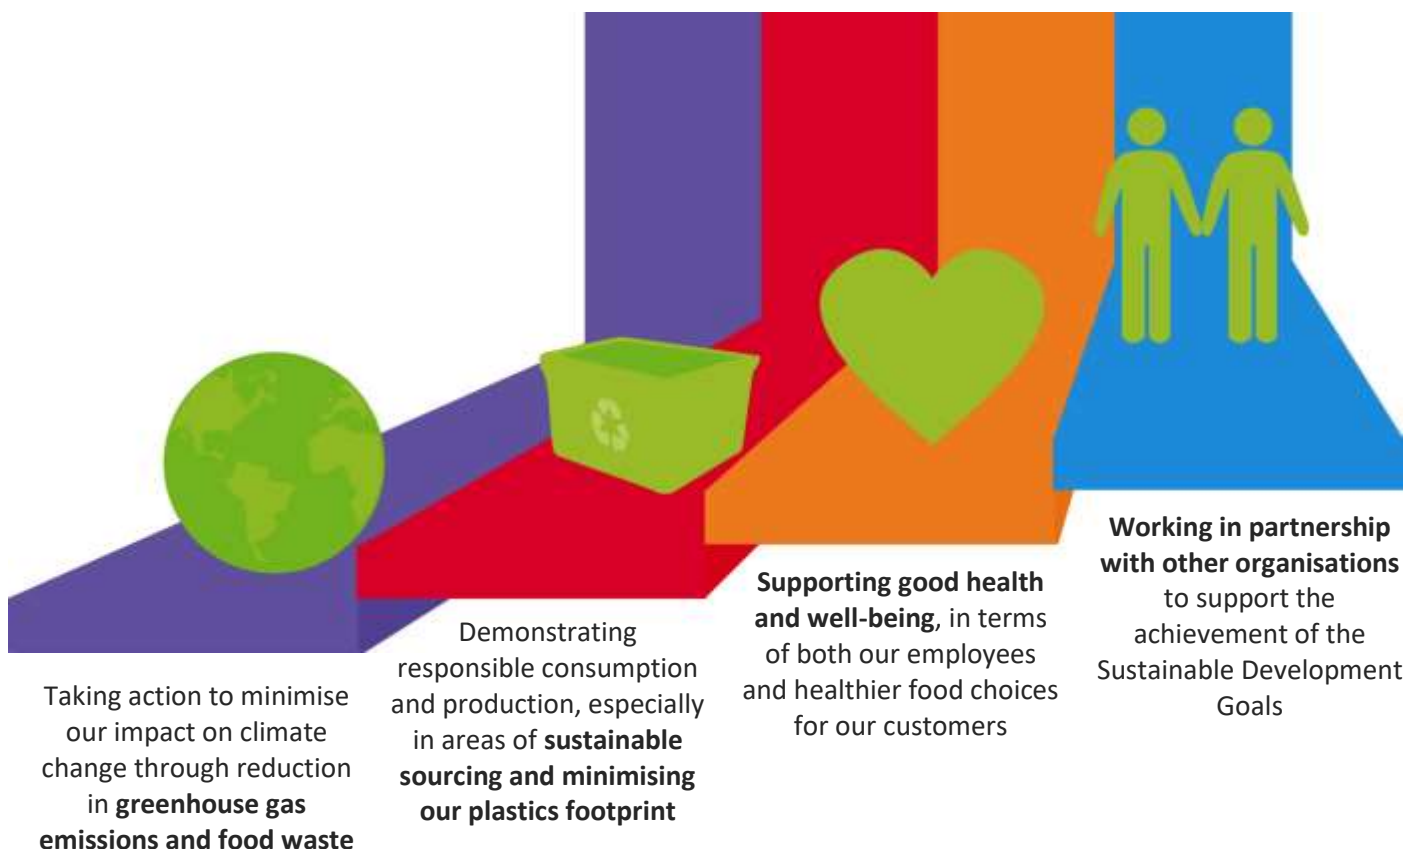 Taking action to minimise
our impact on climate
change through reduction
in greenhouse gas
emissions and food waste
Demonstrating
responsible consumption
and production, especially
in areas of sustainable
sourcing and minimising
our plastics footprint
Supporting good health
and well-being, in terms
of both our employees
and healthier food choices
for our customers
Working in partnership
with other organisations
to support the
achievement of the
Sustainable Development
Goals